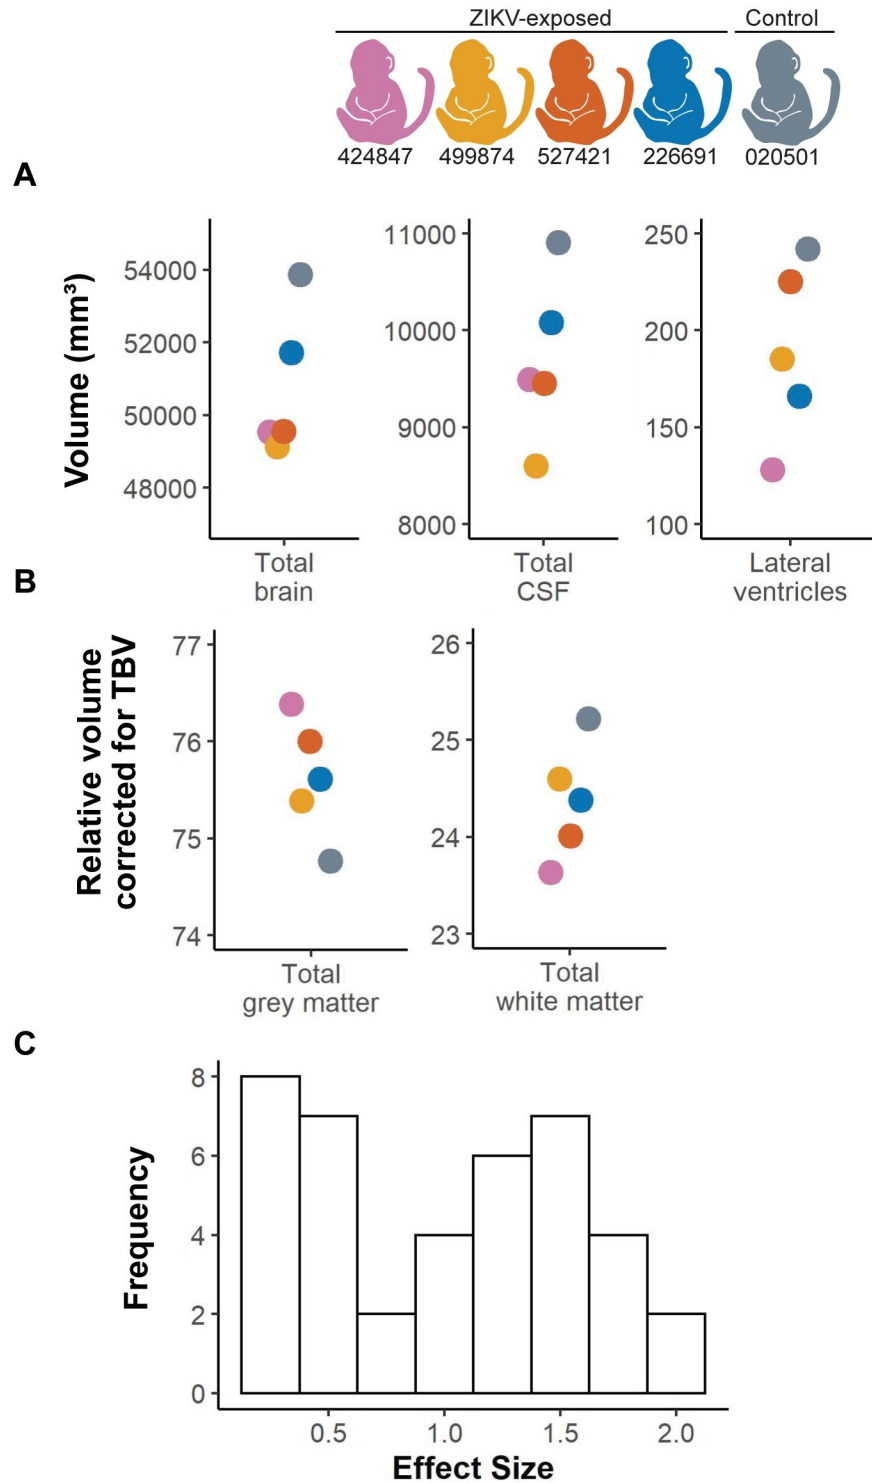 ZIKV-exposed Control
424847 499874 527421 226691 020501
A
Volume (mm³)
54000
52000
50000
48000
Total
brain
11000
10000
9000
8000
Total
CSF
250
200
150
100
Lateral
ventricles
B
Relative volume
corrected for TBV
77
76
75
74
Total
grey matter
26
25
24
23
Total
white matter
C
Frequency
8
6
4
2
0
0.5 1.0 1.5 2.0
Effect Size